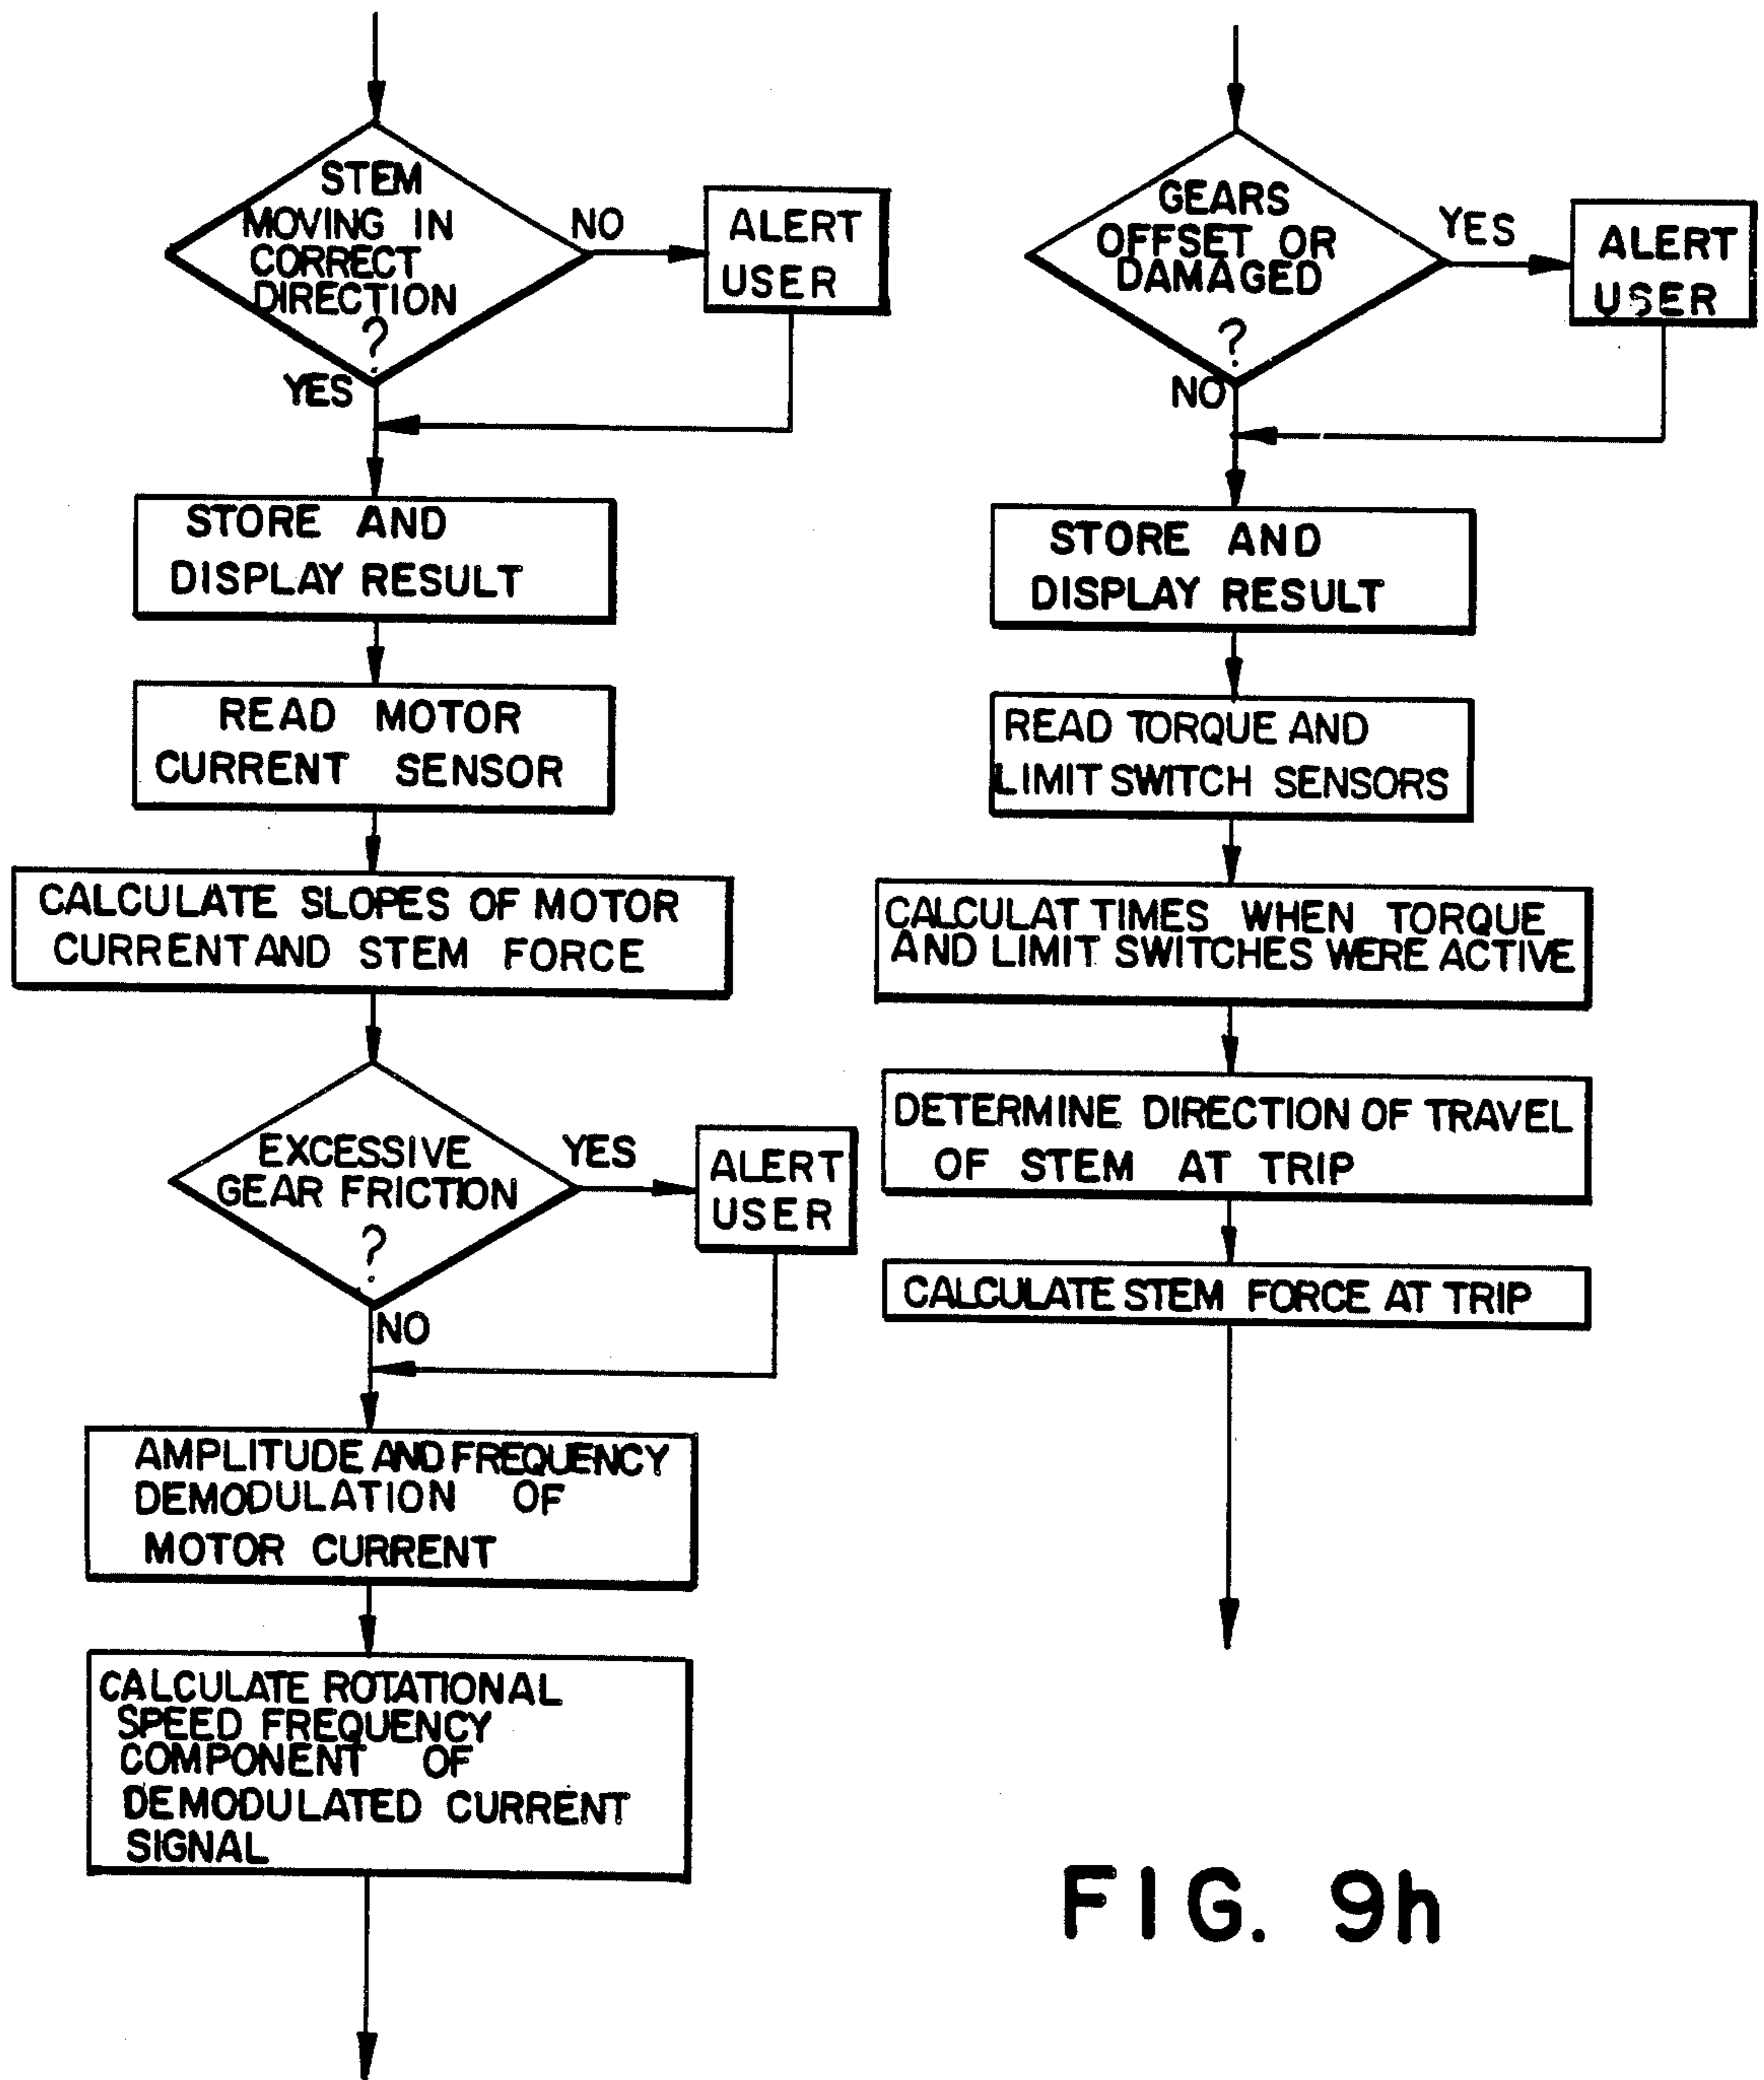 STEM
MOVING IN
CORRECT
DIRECTION
?
NO
ALERT
USER
YES
STORE AND
DISPLAY RESULT
READ MOTOR
CURRENT SENSOR
CALCULATE SLOPES OF MOTOR
CURRENT AND STEM FORCE
EXCESSIVE
GEAR FRICTION
?
YES
ALERT
USER
NO
AMPLITUDE AND FREQUENCY
DEMODULATION OF
MOTOR CURRENT
CALCULATE ROTATIONAL
SPEED FREQUENCY
COMPONENT OF
DEMODULATED CURRENT
SIGNAL
GEARS
OFFSET OR
DAMAGED
?
YES
ALERT
USER
NO
STORE AND
DISPLAY RESULT
READ TORQUE AND
LIMIT SWITCH SENSORS
CALCULAT TIMES WHEN TORQUE
AND LIMIT SWITCHES WERE ACTIVE
DETERMINE DIRECTION OF TRAVEL
OF STEM AT TRIP
CALCULATE STEM FORCE AT TRIP
FIG. 9h